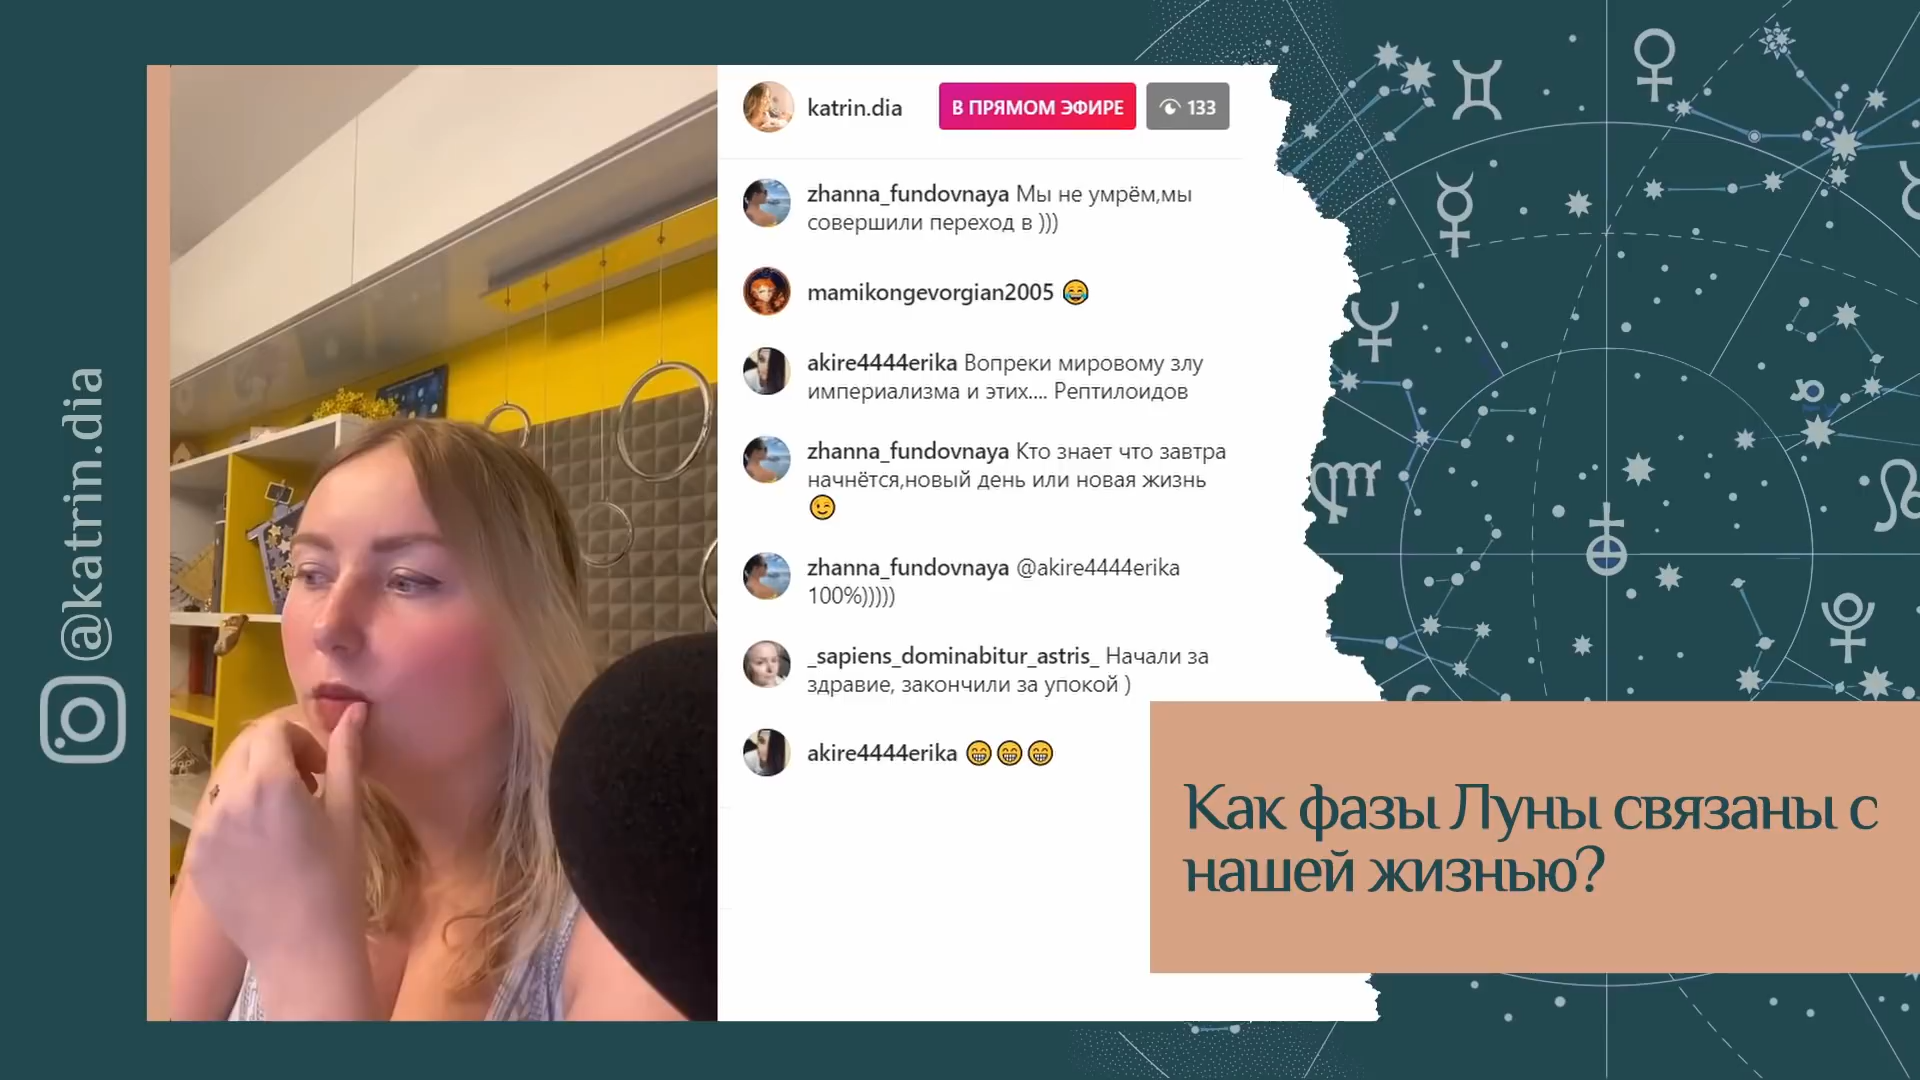 @katrin.dia
katrin.dia
В ПРЯМОМ ЭФИРЕ
133
zhanna_fundovnaya Мы не умрём,мы
совершили переход в )))
mamikongevorgian2005 😂
akire4444erika Вопреки мировому злу
империализма и этих.... Рептилоидов
zhanna_fundovnaya Кто знает что завтра
начнётся,новый день или новая жизнь
😉
zhanna_fundovnaya @akire4444erika
100%)))))
_sapiens_dominabitur_astris_ Начали за
здравие, закончили за упокой )
akire4444erika 😁😁😁
Как фазы Луны связаны с
нашей жизнью?